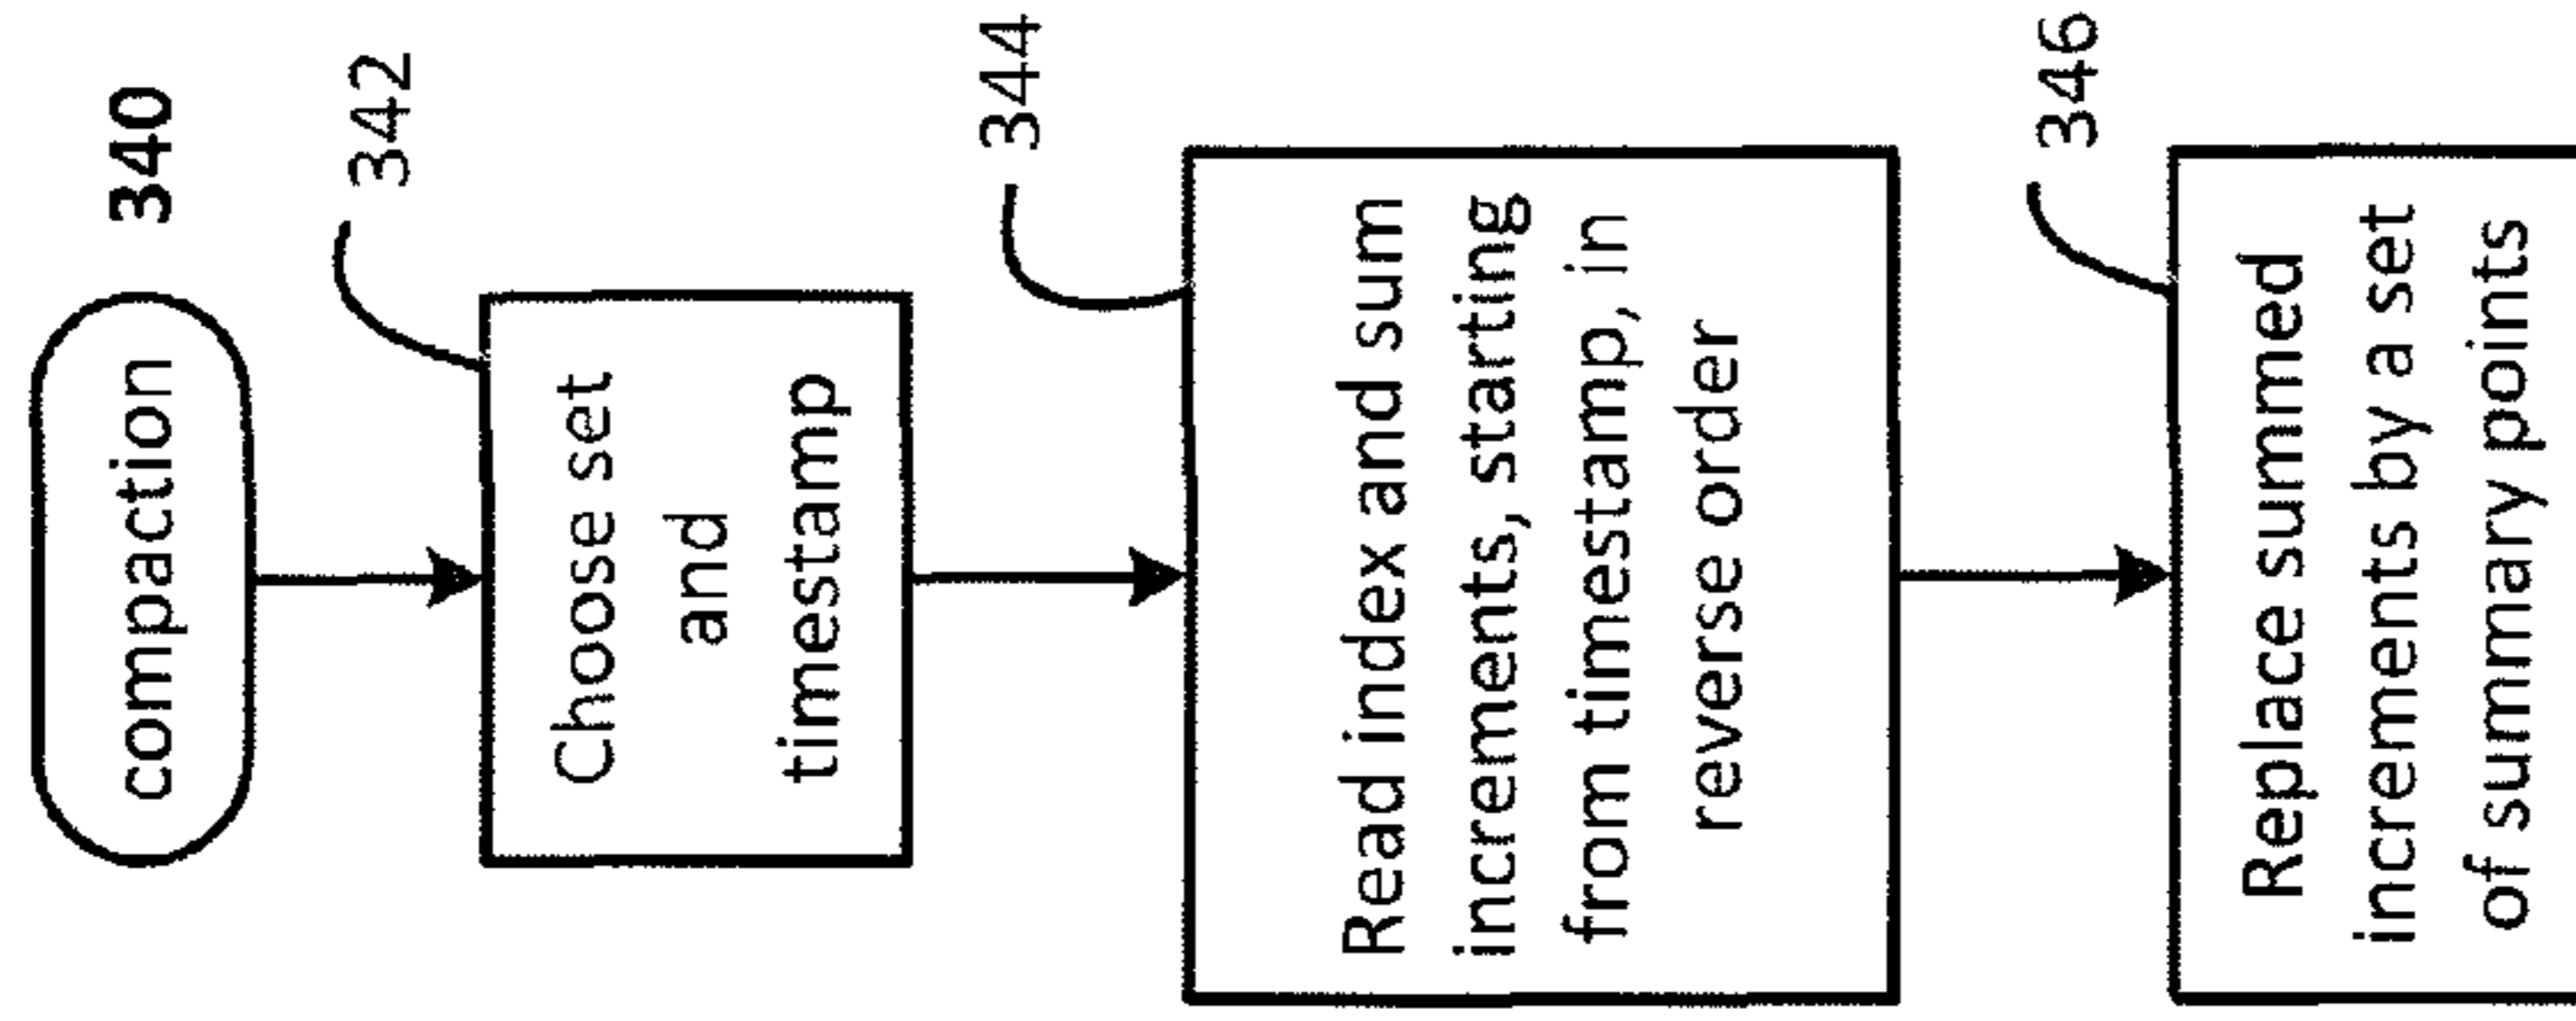 compaction 340
342
Choose set
and
timestamp
344
Read index and sum
increments, starting
from timestamp, in
reverse order
346
Replace summed
increments by a set
of summary points